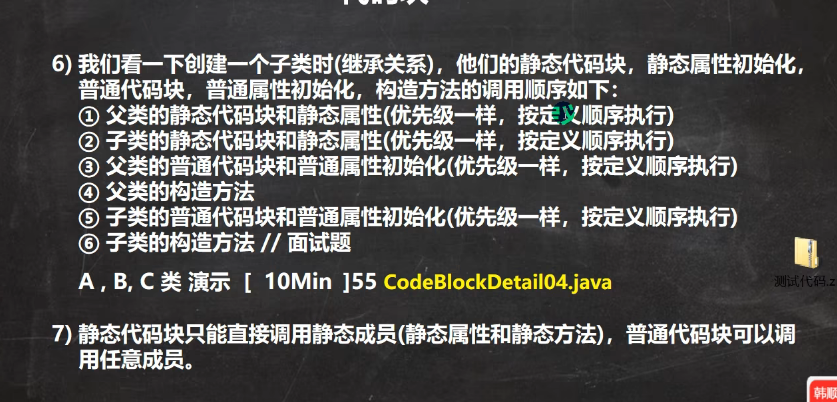 6) 我们看一下创建一个子类时(继承关系)，他们的静态代码块，静态属性初始化，
普通代码块，普通属性初始化，构造方法的调用顺序如下：
① 父类的静态代码块和静态属性(优先级一样，按定义顺序执行)
② 子类的静态代码块和静态属性(优先级一样，按定义顺序执行)
③ 父类的普通代码块和普通属性初始化(优先级一样，按定义顺序执行)
④ 父类的构造方法
⑤ 子类的普通代码块和普通属性初始化(优先级一样，按定义顺序执行)
⑥ 子类的构造方法 // 面试题
A , B, C 类 演示 [ 10Min ]55 CodeBlockDetail04.java
测试代码.z
7) 静态代码块只能直接调用静态成员(静态属性和静态方法)，普通代码块可以调
用任意成员。
韩顺